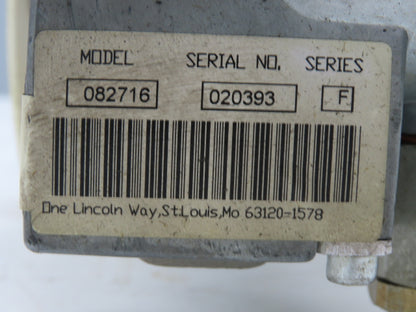 MODEL SERIAL NO. SERIES
082716 020393 F
One Lincoln Way,St.Louis,Mo 63120-1578